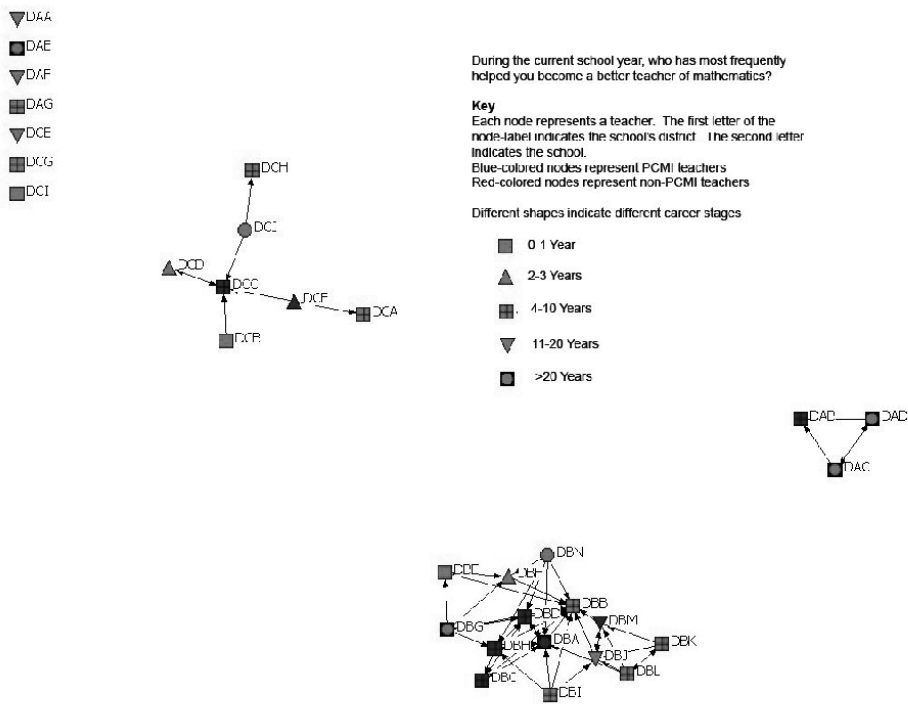 DAA
DAE
DAF
DAG
DCE
DCG
DCI
During the current school year, who has most frequently
helped you become a better teacher of mathematics?
Key
Each node represents a teacher. The first letter of the
node-label indicates the school's district. The second letter
indicates the school.
Blue-colored nodes represent PCMI teachers
Red-colored nodes represent non-PCMI teachers
Different shapes indicate different career stages
0-1 Year
2-3 Years
4-10 Years
11-20 Years
>20 Years
DCH
DCD
DCC
DCA
DAD
DAC
DBN
DBB
DBD
DBG
DBM
DBH
DBA
DBJ
DBK
DBL
DBC
DBI